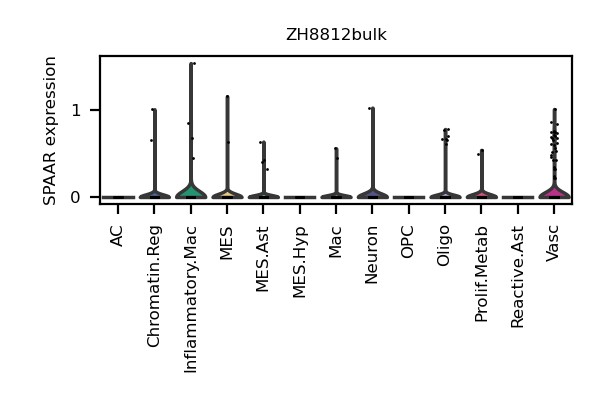 ZH8812bulk
SPAAR expression
1
0
AC
Chromatin.Reg
Inflammatory.Mac
MES
MES.Ast
MES.Hyp
Mac
Neuron
OPC
Oligo
Prolif.Metab
Reactive.Ast
Vasc